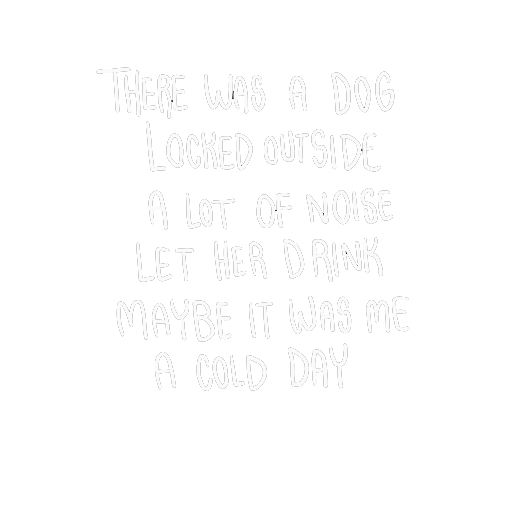 THERE WAS A DOG
LOCKED OUTSIDE
A LOT OF NOISE
LET HER DRINK
MAYBE IT WAS ME
A COLD DAY